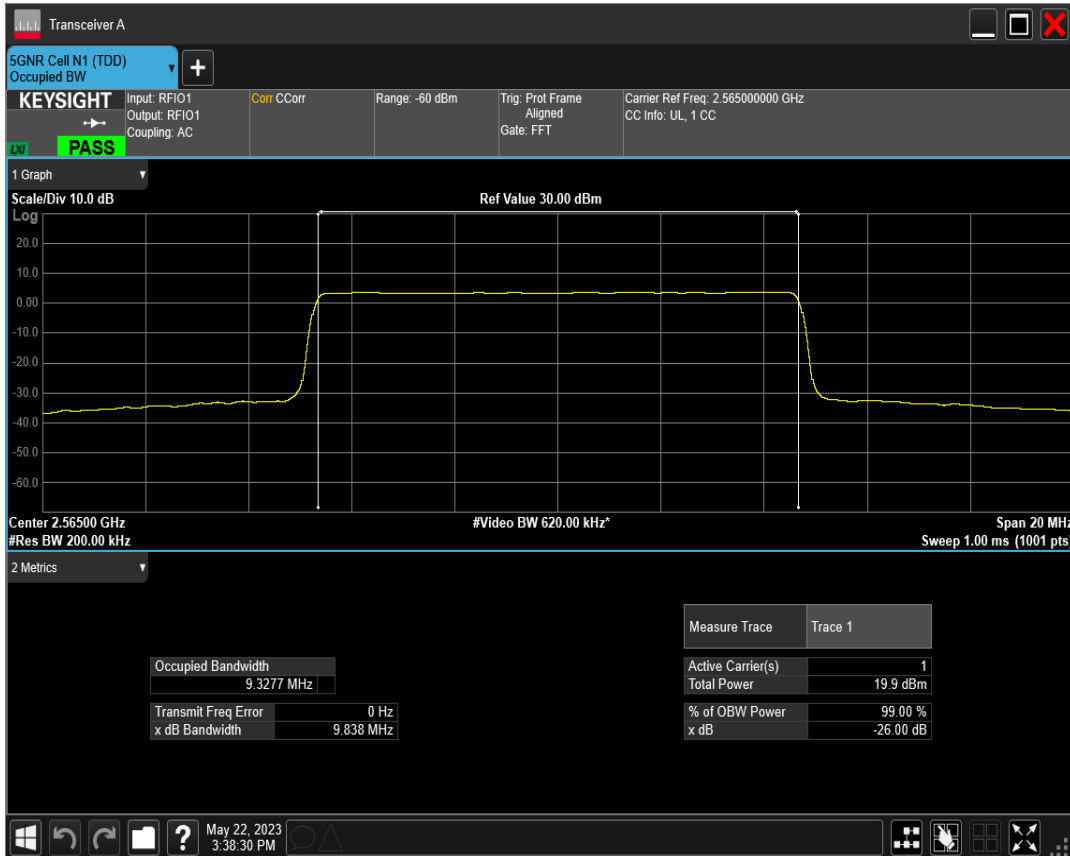 Transceiver A
5GNR Cell N1 (TDD)
Occupied BW
+
KEYSIGHT
LXI
PASS
Input: RFIO1
Output: RFIO1
Coupling: AC
Corr CCorr
Range: -60 dBm
Trig: Prot Frame
Aligned
Gate: FFT
Carrier Ref Freq: 2.565000000 GHz
CC Info: UL, 1 CC
1 Graph
Scale/Div 10.0 dB
Ref Value 30.00 dBm
Log
20.0
10.0
0.00
-10.0
-20.0
-30.0
-40.0
-50.0
-60.0
Center 2.56500 GHz
#Video BW 620.00 kHz*
Span 20 MHz
#Res BW 200.00 kHz
Sweep 1.00 ms (1001 pts)
2 Metrics
Measure Trace Trace 1
Occupied Bandwidth
9.3277 MHz
Active Carrier(s) 1
Total Power 19.9 dBm
Transmit Freq Error 0 Hz
x dB Bandwidth 9.838 MHz
% of OBW Power 99.00 %
x dB -26.00 dB
?
May 22, 2023
3:38:30 PM